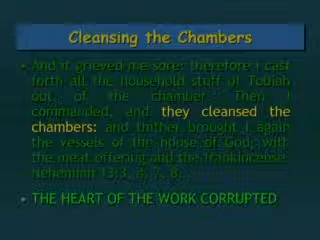 Cleansing the Chambers
• And it grieved me sore: therefore I cast
forth all the household stuff of Tobiah
out of the chamber. Then I
commanded, and they cleansed the
chambers: and thither brought I again
the vessels of the house of God, with
the meat offering and the frankincense.
Nehemiah 13:3, 7,
• THE HEART OF THE WORK CORRUPTED